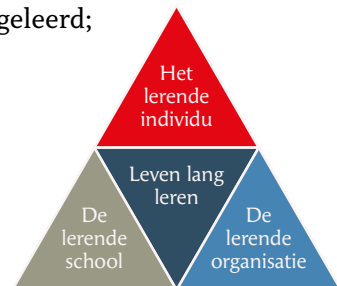 geleerd;
Het
lerende
individu
Leven lang
leren
De
lerende
school
De
lerende
organisatie